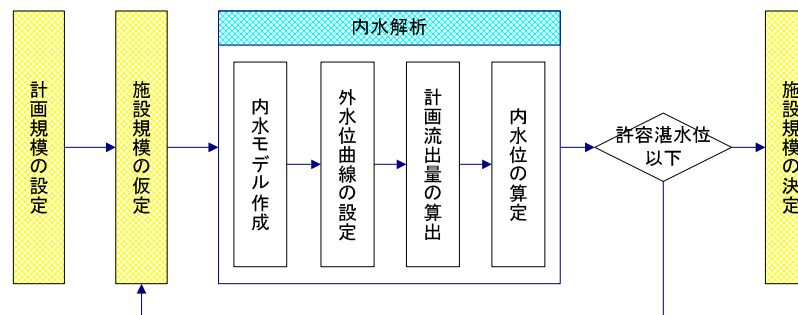 計画規模の設定
施設規模の仮定
内水解析
内水モデル作成
外水位曲線の設定
計画流出量の算出
内水位の算定
許容湛水位
以下
施設規模の決定